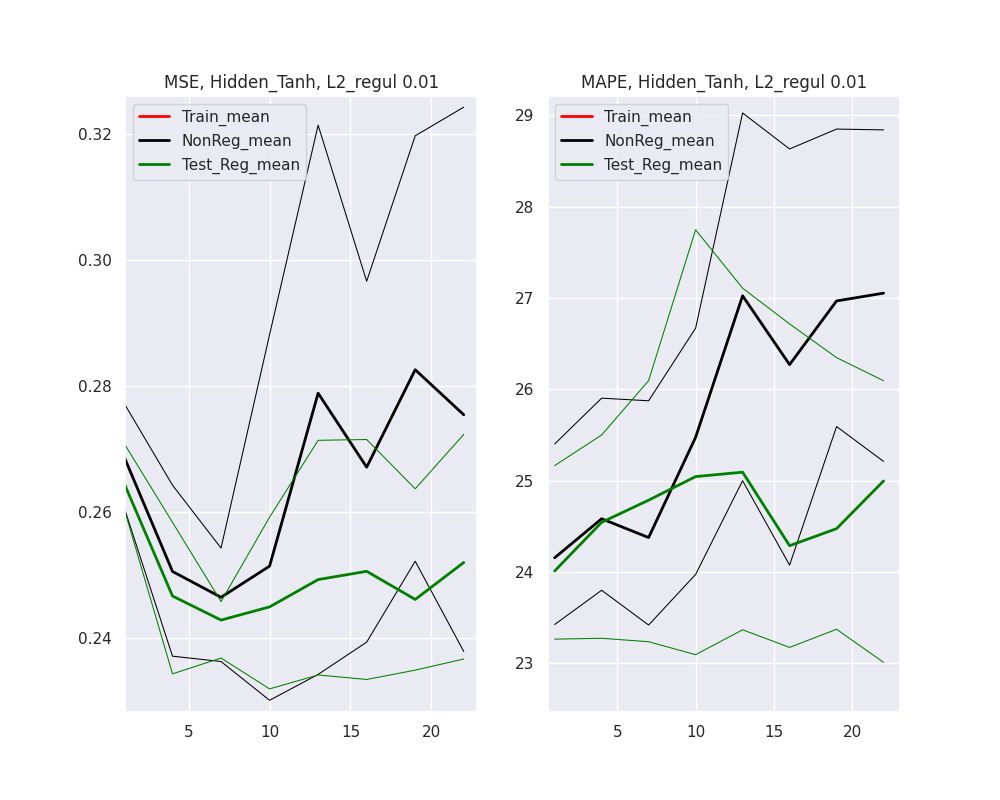 MSE, Hidden_Tanh, L2_regul 0.01
Train_mean
NonReg_mean
Test_Reg_mean
0.32
0.30
0.28
0.26
0.24
5 10 15 20
MAPE, Hidden_Tanh, L2_regul 0.01
Train_mean
NonReg_mean
Test_Reg_mean
29
28
27
26
25
24
23
5 10 15 20